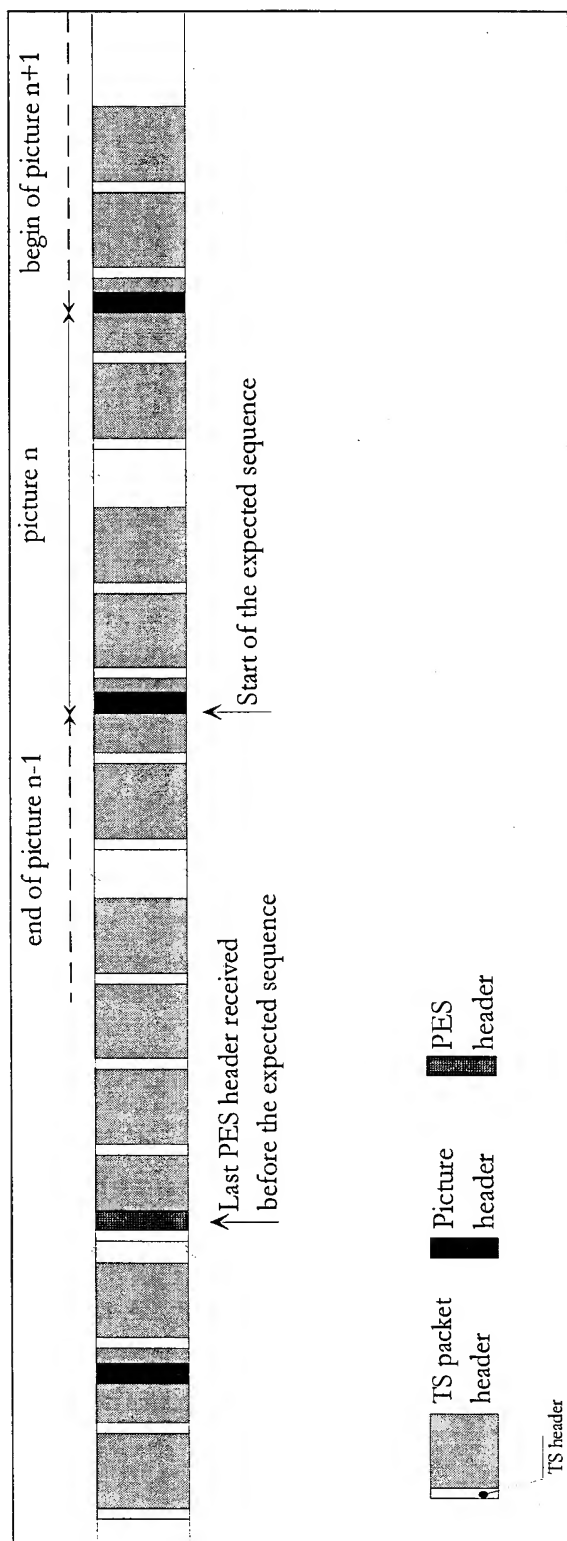 end of picture n-1
picture n
begin of picture n+1
Last PES header received
before the expected sequence
Start of the expected sequence
TS packet
header
Picture
header
PES
header
TS header